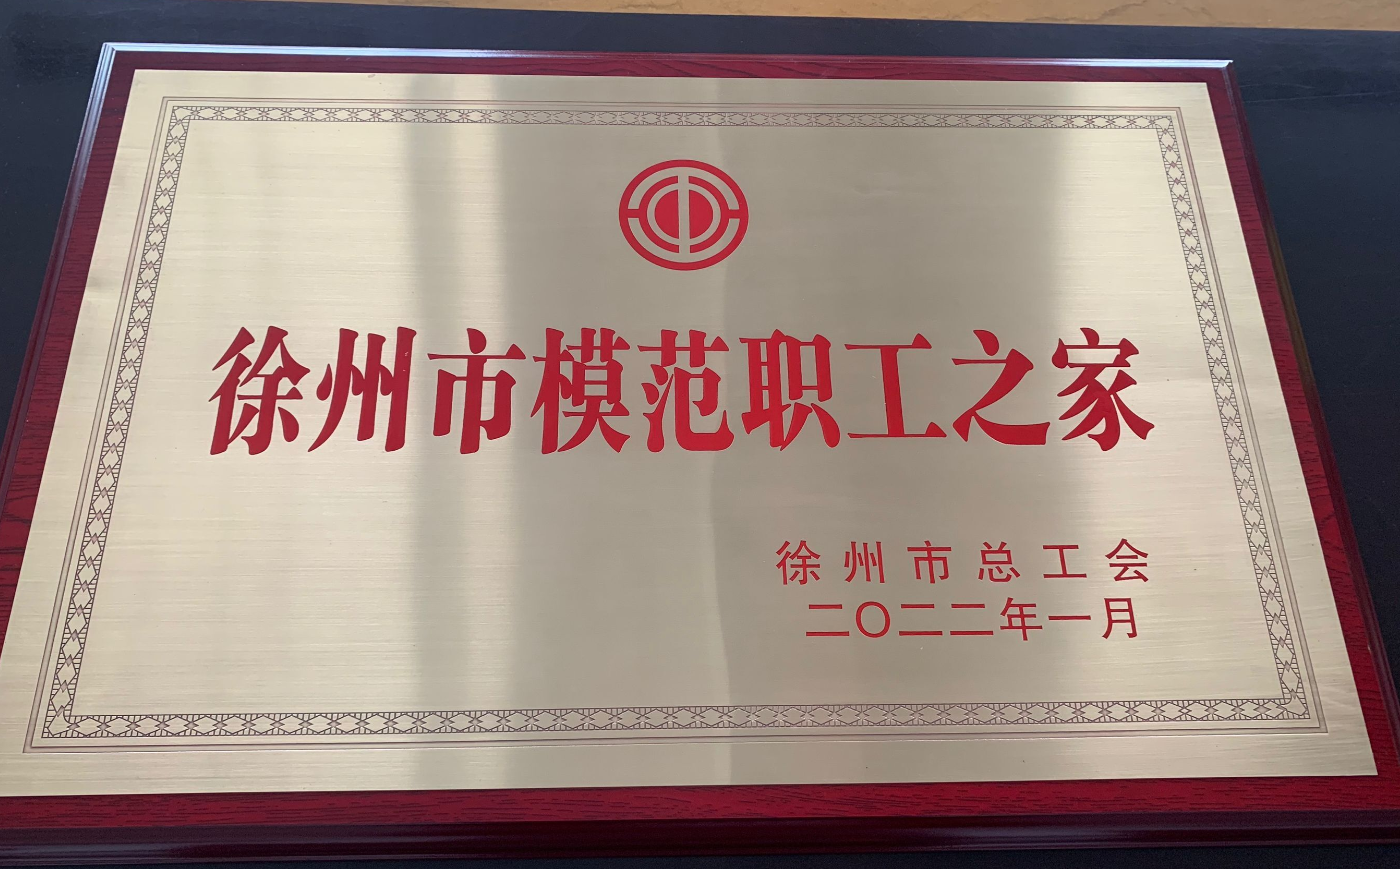 徐州市模范职工之家
徐州市总工会
二〇二二年一月